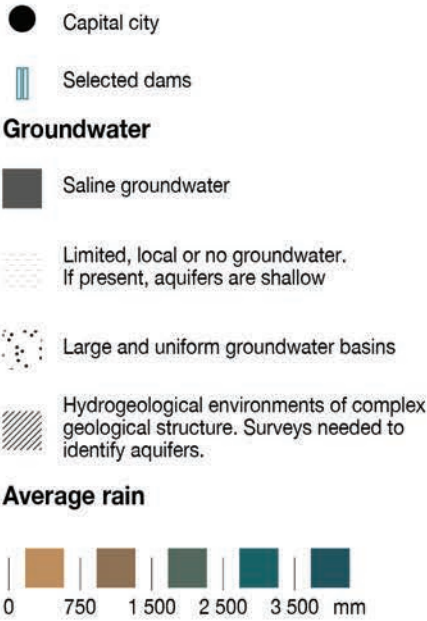 Capital city
Selected dams
Groundwater
Saline groundwater
Limited, local or no groundwater.
If present, aquifers are shallow
Large and uniform groundwater basins
Hydrogeological environments of complex
geological structure. Surveys needed to
identify aquifers.
Average rain
0 750 1 500 2 500 3 500 mm